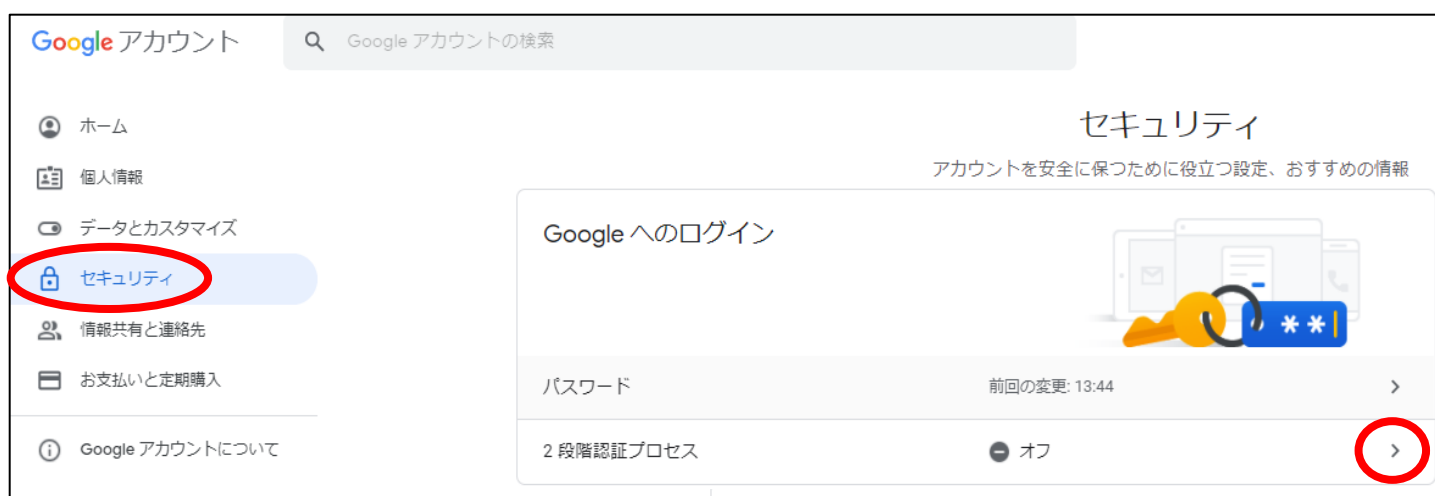 Google アカウント
Google アカウントの検索
ホーム
個人情報
データとカスタマイズ
セキュリティ
情報共有と連絡先
お支払いと定期購入
Google アカウントについて
セキュリティ
アカウントを安全に保つために役立つ設定、おすすめの情報
Google へのログイン
**
パスワード 前回の変更: 13:44
2 段階認証プロセス オフ